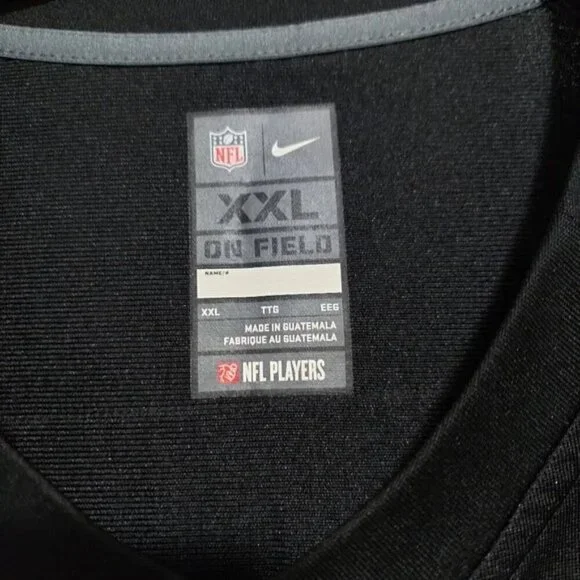 NFL
XXL
ON FIELD
NAME/#
XXL TTG EEG
MADE IN GUATEMALA
FABRIQUE AU GUATEMALA
NFL PLAYERS